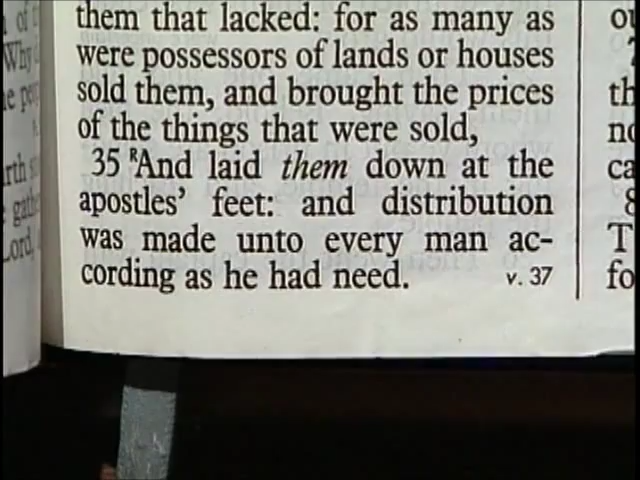 them that lacked: for as many as
were possessors of lands or houses
sold them, and brought the prices
of the things that were sold,
35 ᴿAnd laid them down at the
apostles’ feet: and distribution
was made unto every man ac-
cording as he had need. v. 37